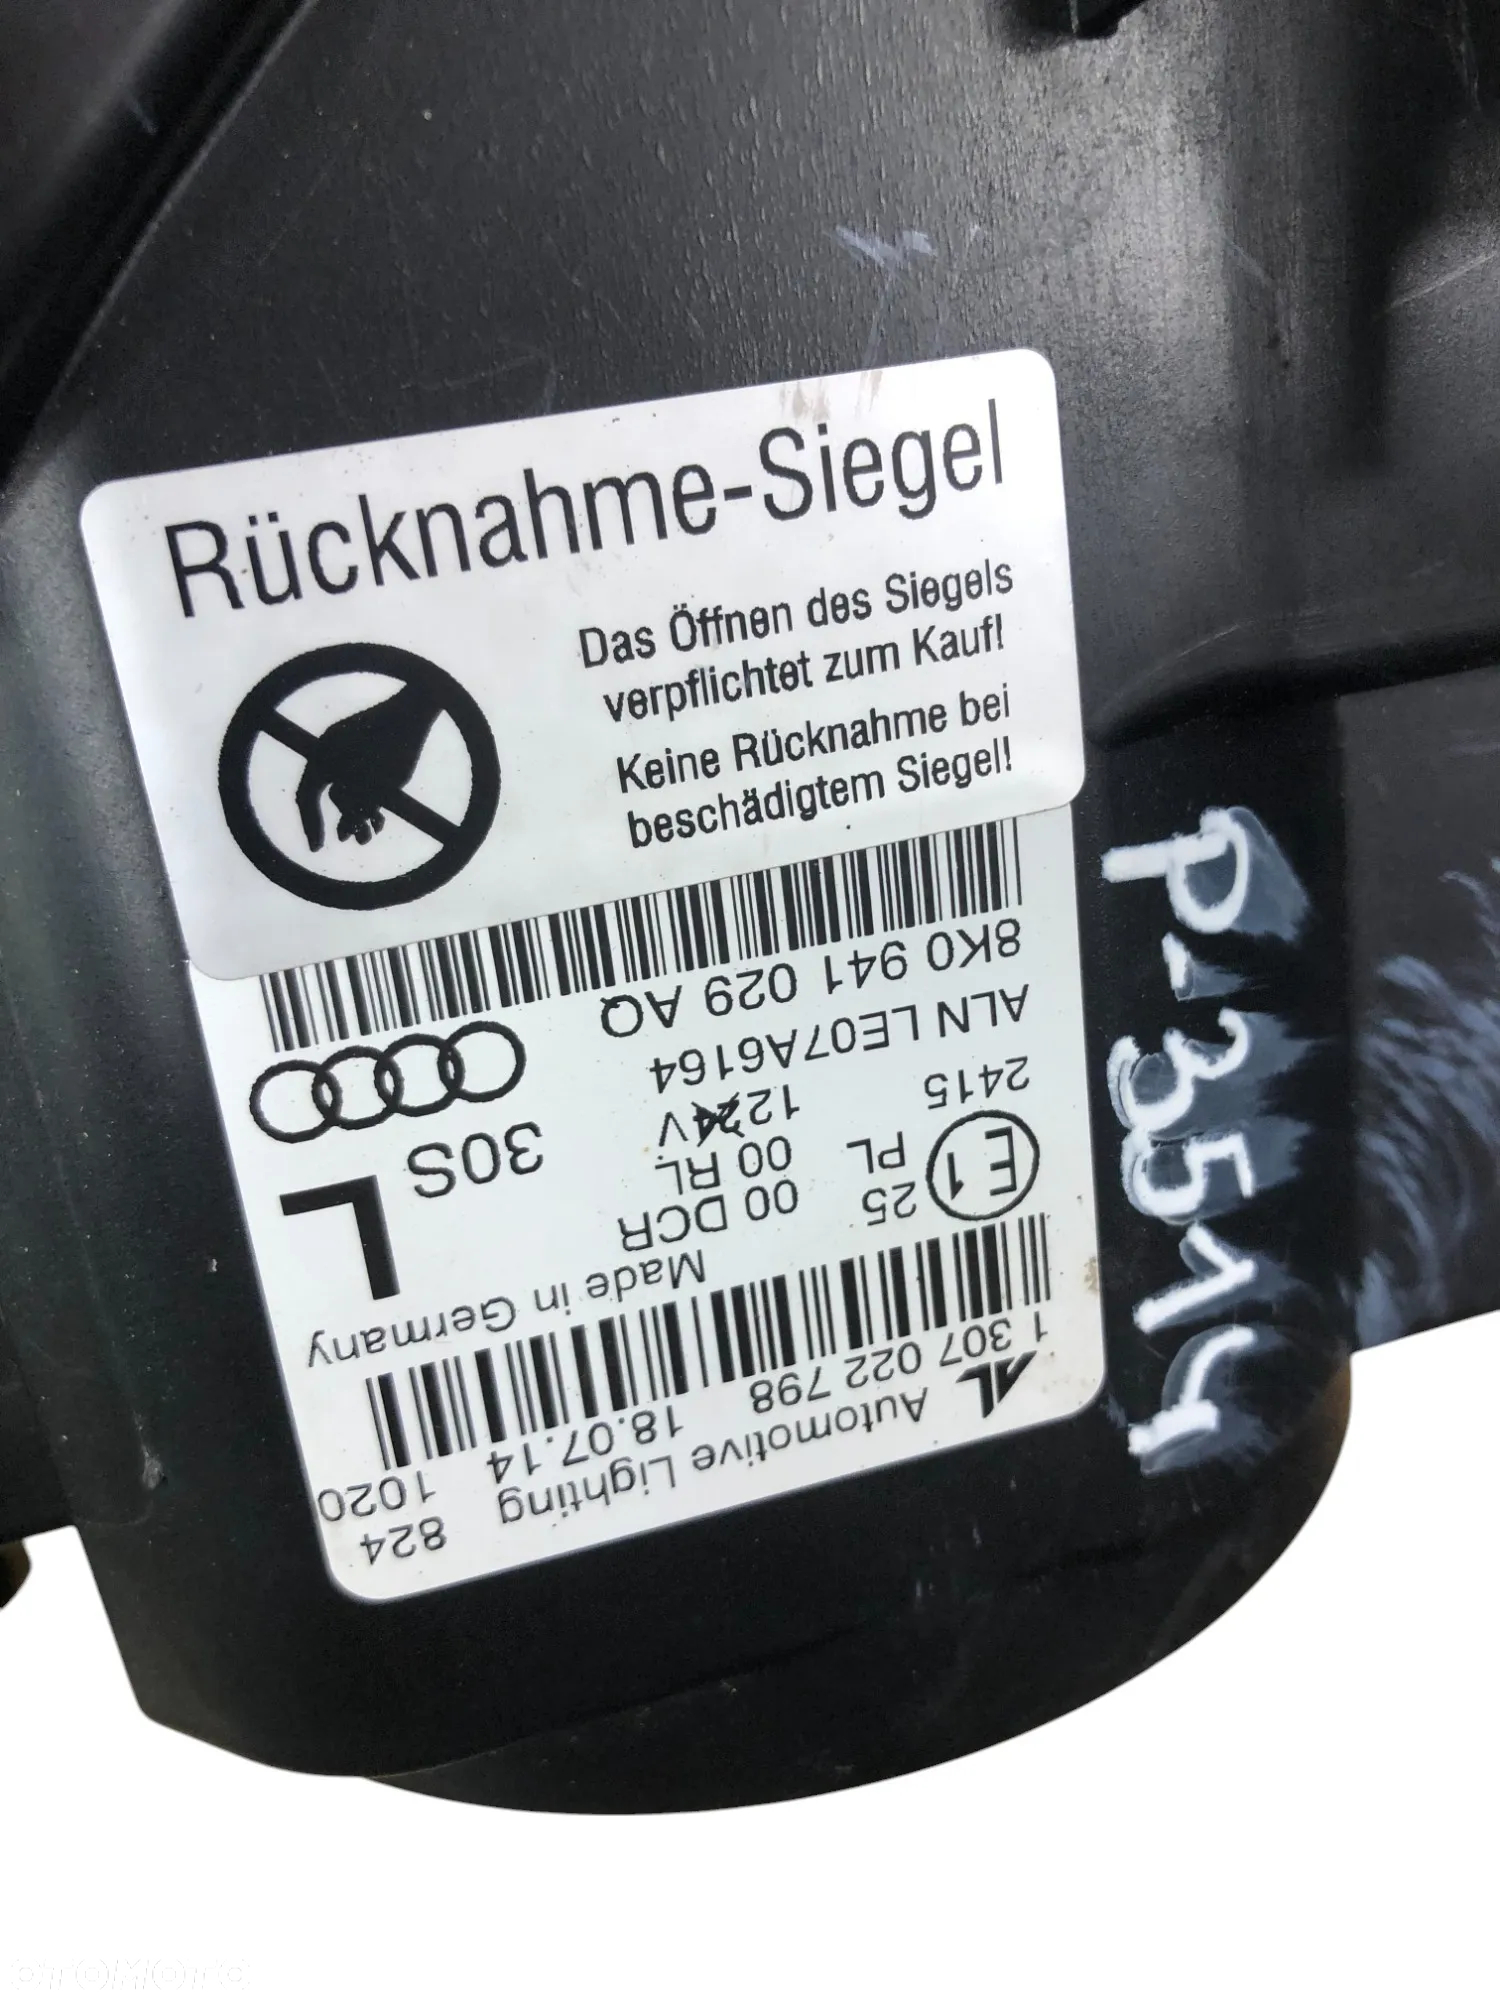 Rücknahme-Siegel
Das Öffnen des Siegels
verpflichtet zum Kauf!
Keine Rücknahme bei
beschädigtem Siegel!
824
Automotive Lighting
AL
1020
18.07.14
1 307 022 798
Made in Germany
00 DCR
25
E1
00 RL
PL
L
30S
2415
ALN LE07A6164
8K0 941 029 AQ
P-3514
OTOMOTO